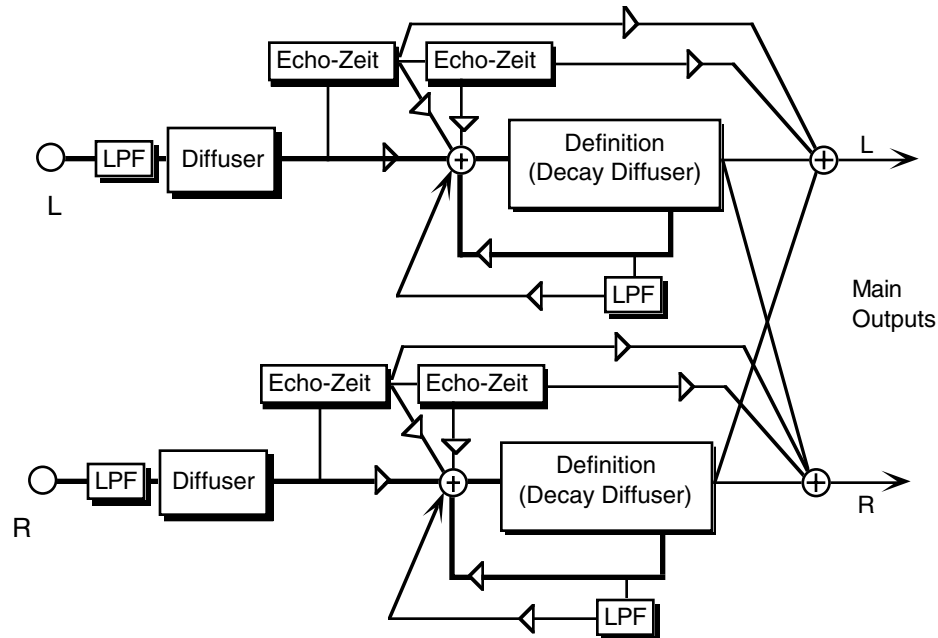 Echo-Zeit
Echo-Zeit
LPF
Diffuser
Definition
(Decay Diffuser)
+
+
L
L
LPF
Main
Outputs
Echo-Zeit
Echo-Zeit
LPF
Diffuser
Definition
(Decay Diffuser)
+
+
R
R
LPF